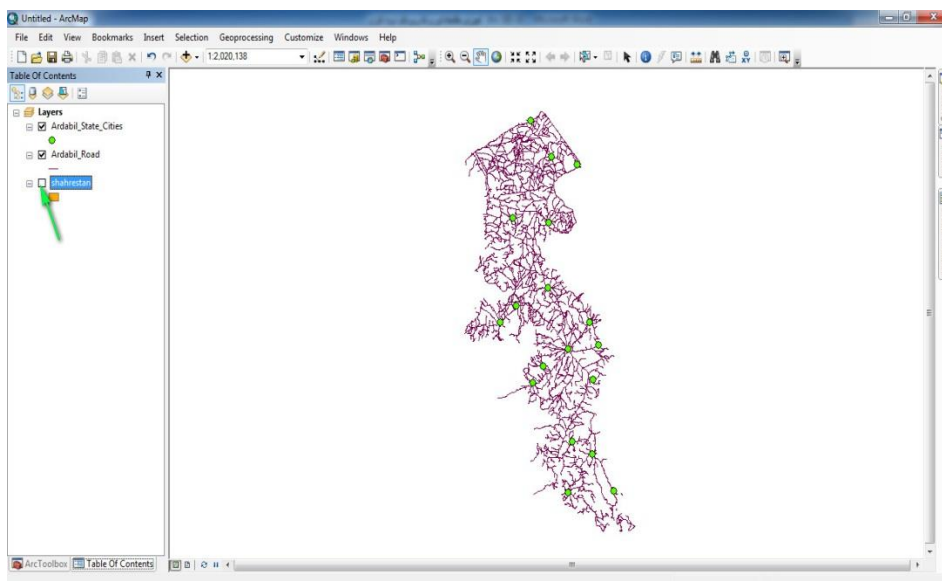 Untitled - ArcMap
File Edit View Bookmarks Insert Selection Geoprocessing Customize Windows Help
1:2,020,138
Table Of Contents
Layers
Ardabil_State_Cities
Ardabil_Road
shahrestan
ArcToolbox Table Of Contents